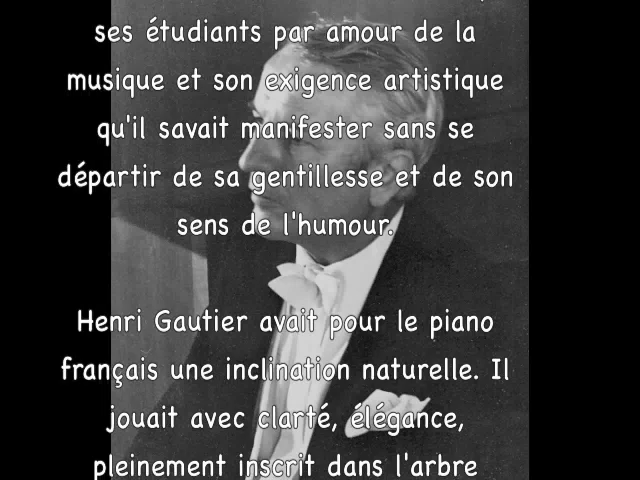 ses étudiants par amour de la
musique et son exigence artistique
qu'il savait manifester sans se
départir de sa gentillesse et de son
sens de l'humour.
Henri Gautier avait pour le piano
français une inclination naturelle. Il
jouait avec clarté, élégance,
pleinement inscrit dans l'arbre